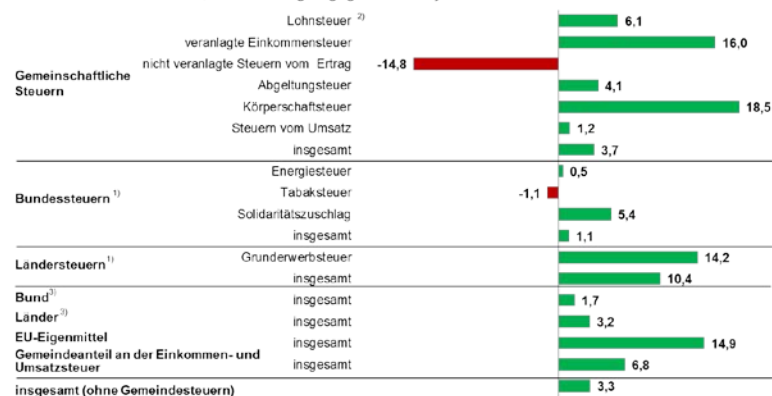 Lohnsteuer 2) 6,1
veranlagte Einkommensteuer 16,0
nicht veranlagte Steuern vom Ertrag -14,8
Gemeinschaftliche
Steuern
Abgeltungsteuer 4,1
Körperschaftsteuer 18,5
Steuern vom Umsatz 1,2
insgesamt 3,7
Energiesteuer 0,5
Bundessteuern 1)
Tabaksteuer -1,1
Solidaritätszuschlag 5,4
insgesamt 1,1
Ländersteuern 1)
Grunderwerbsteuer 14,2
insgesamt 10,4
Bund 3) insgesamt 1,7
Länder 3) insgesamt 3,2
EU-Eigenmittel insgesamt 14,9
Gemeindeanteil an der Einkommen- und
Umsatzsteuer insgesamt 6,8
insgesamt (ohne Gemeindesteuern) 3,3